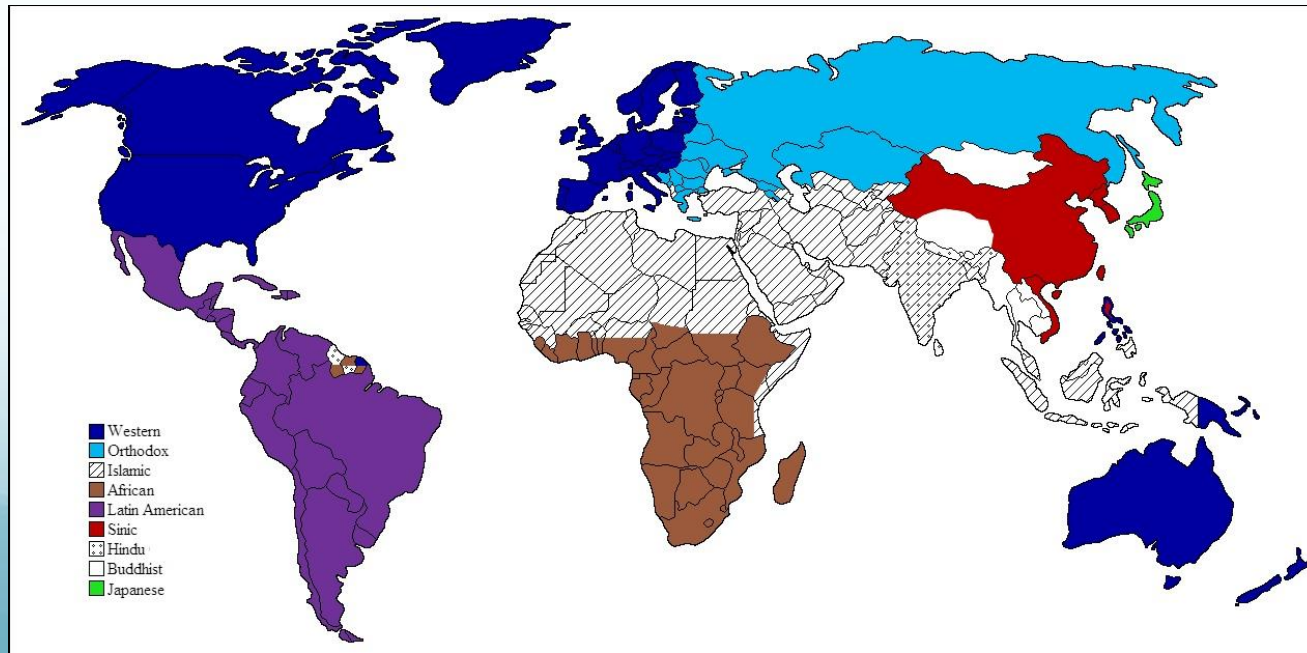 Western
Orthodox
Islamic
African
Latin American
Sinic
Hindu
Buddhist
Japanese